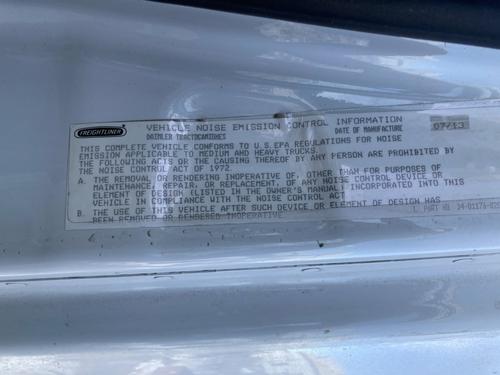 FREIGHTLINER
VEHICLE NOISE EMISSION CONTROL INFORMATION
DAIMLER TRACTOCAMIONES DATE OF MANUFACTURE 07/13
THIS COMPLETE VEHICLE CONFORMS TO U.S.EPA REGULATIONS FOR NOISE
EMISSION APPLICABLE TO MEDIUM AND HEAVY TRUCKS.
THE FOLLOWING ACTS OR THE CAUSING THEREOF BY ANY PERSON ARE PROHIBITED BY
THE NOISE CONTROL ACT OF 1972.
A. THE REMOVAL OR RENDERING INOPERATIVE OF, OTHER THAN FOR PURPOSES OF
MAINTENANCE, REPAIR, OR REPLACEMENT, OF ANY NOISE CONTROL DEVICE OR
ELEMENT OF DESIGN (LISTED IN THE OWNER'S MANUAL) INCORPORATED INTO THIS
VEHICLE IN COMPLIANCE WITH THE NOISE CONTROL ACT
B. THE USE OF THIS VEHICLE AFTER SUCH DEVICE OR ELEMENT OF DESIGN HAS
BEEN REMOVED OR RENDERED INOPERATIVE. PART NO.